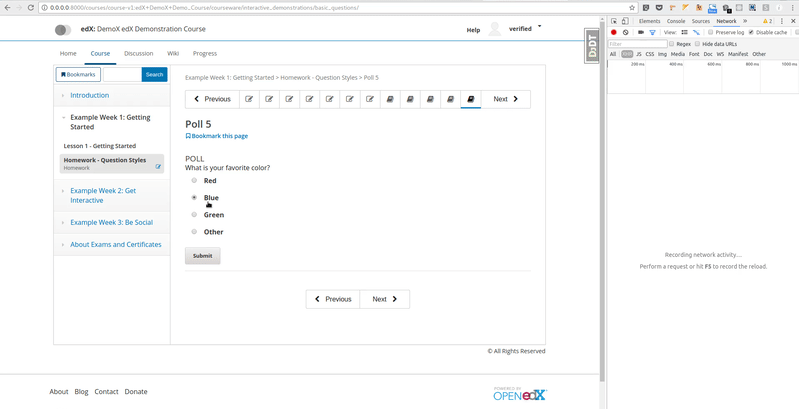 0.0.0.0:8000/courses/course-v1:edX+DemoX+Demo_Course/courseware/interactive_demonstrations/basic_questions/
edX: DemoX edX Demonstration Course
Help
verified
DJDT
Home Course Discussion Wiki Progress
Bookmarks
Search
Introduction
Example Week 1: Getting Started
Lesson 1 - Getting Started
Homework - Question Styles
Homework
Example Week 2: Get Interactive
Example Week 3: Be Social
About Exams and Certificates
Example Week 1: Getting Started > Homework - Question Styles > Poll 5
Previous
Next
Poll 5
Bookmark this page
POLL
What is your favorite color?
Red
Blue
Green
Other
Submit
Previous Next
© All Rights Reserved
About Blog Contact Donate
POWERED BY
OPEN edX
Elements Console Sources Network
2
View:
Preserve log
Disable cache
Filter
Regex
Hide data URLs
All XHR JS CSS Img Media Font Doc WS Manifest Other
200 ms 400 ms 600 ms 800 ms 1000 ms
Recording network activity...
Perform a request or hit F5 to record the reload.